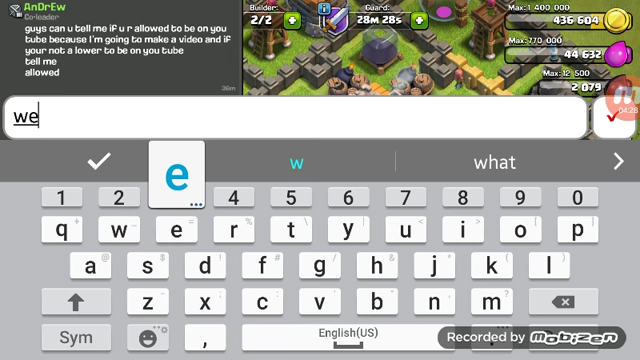 AnDrEw
Co-leader
guys can u tell me if u r allowed to be on you
tube because I'm going to make a video and if
your not a lower to be on you tube
tell me
allowed
36m
Builder:
2/2
Guard:
28M 28s
Max: 1 400 000
436 604
Max: 770 000
44 632
Max: 12 500
2 079
04:28
we
e
w
what
1 2 4 5 6 7 8 9 0
q w e r t y u i o p
a s d f g h j k l
z x c v b n m
Sym , English(US)
Recorded by Mobizen